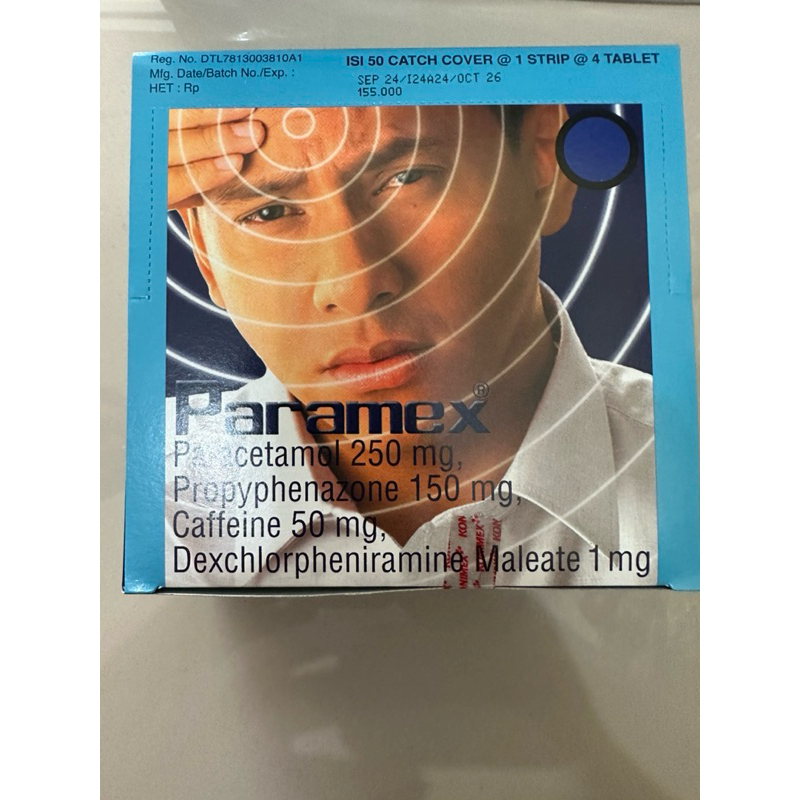 Reg. No. DTL7813003810A1
ISI 50 CATCH COVER @ 1 STRIP @ 4 TABLET
Mfg. Date/Batch No./Exp. :
SEP 24/I24A24/OCT 26
HET : Rp
155.000
Paramex®
Paracetamol 250 mg,
Propyphenazone 150 mg,
Caffeine 50 mg,
Dexchlorpheniramine Maleate 1 mg